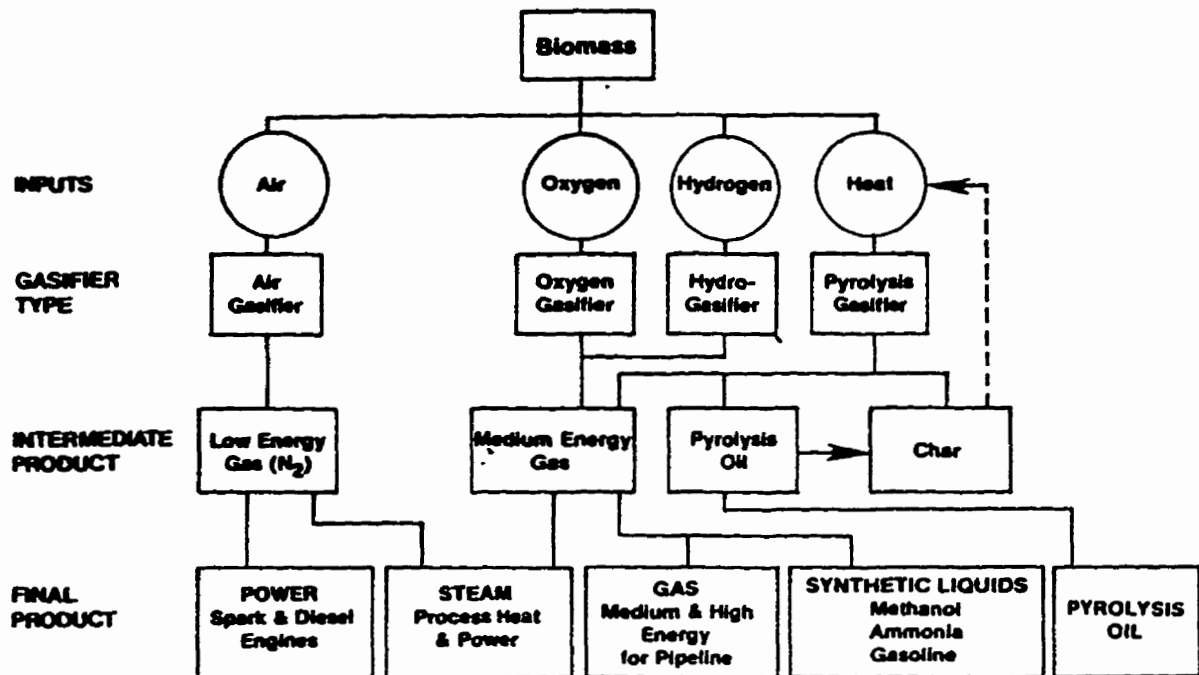 Biomass
INPUTS
Air
Oxygen
Hydrogen
Heat
GASIFIER
TYPE
Air
Gasifier
Oxygen
Gasifier
Hydro-
Gasifier
Pyrolysis
Gasifier
INTERMEDIATE
PRODUCT
Low Energy
Gas (N₂)
Medium Energy
Gas
Pyrolysis
Oil
Char
FINAL
PRODUCT
POWER
Spark & Diesel
Engines
STEAM
Process Heat
& Power
GAS
Medium & High
Energy
for Pipeline
SYNTHETIC LIQUIDS
Methanol
Ammonia
Gasoline
PYROLYSIS
OIL